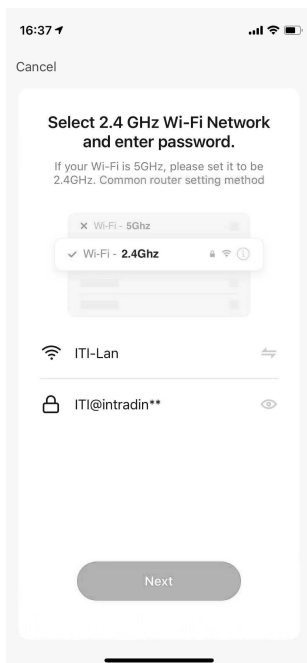 16:37
Cancel
Select 2.4 GHz Wi-Fi Network
and enter password.
If your Wi-Fi is 5GHz, please set it to be
2.4GHz. Common router setting method
Wi-Fi - 5Ghz
Wi-Fi - 2.4Ghz
ITI-Lan
ITI@intradin**
Next